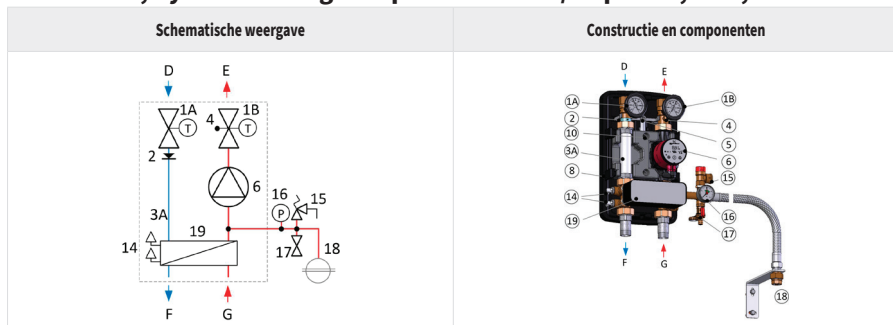 Schematische weergave
Constructie en componenten
D E
1A 1B
4
T T
2
6
16 15
3A P
19
14
17 18
F G
D E
1A 1B
2 4
10 5
3A 6
8 15
14
19 16
17
F G
18